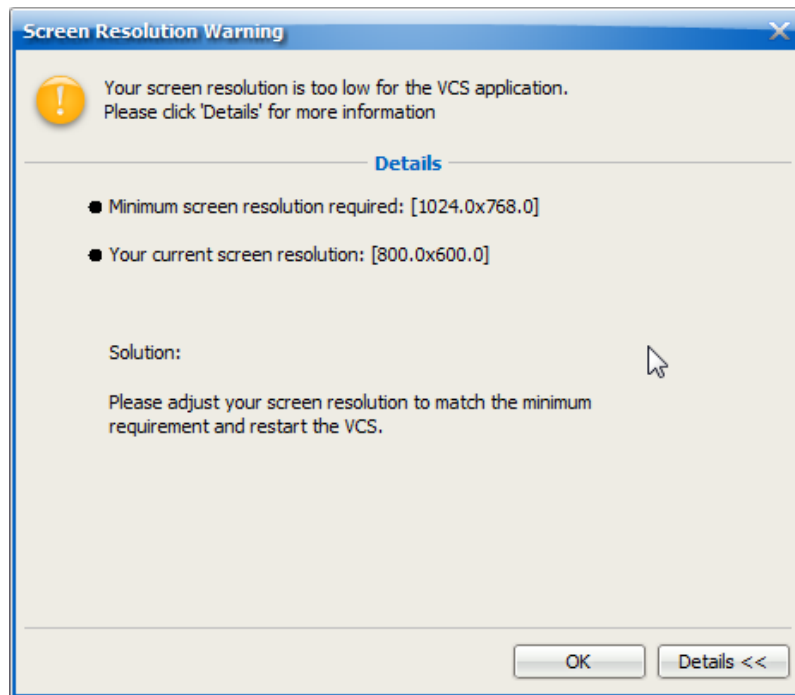 Screen Resolution Warning
Your screen resolution is too low for the VCS application.
Please click 'Details' for more information
Details
Minimum screen resolution required: [1024.0x768.0]
Your current screen resolution: [800.0x600.0]
Solution:
Please adjust your screen resolution to match the minimum
requirement and restart the VCS.
OK
Details <<